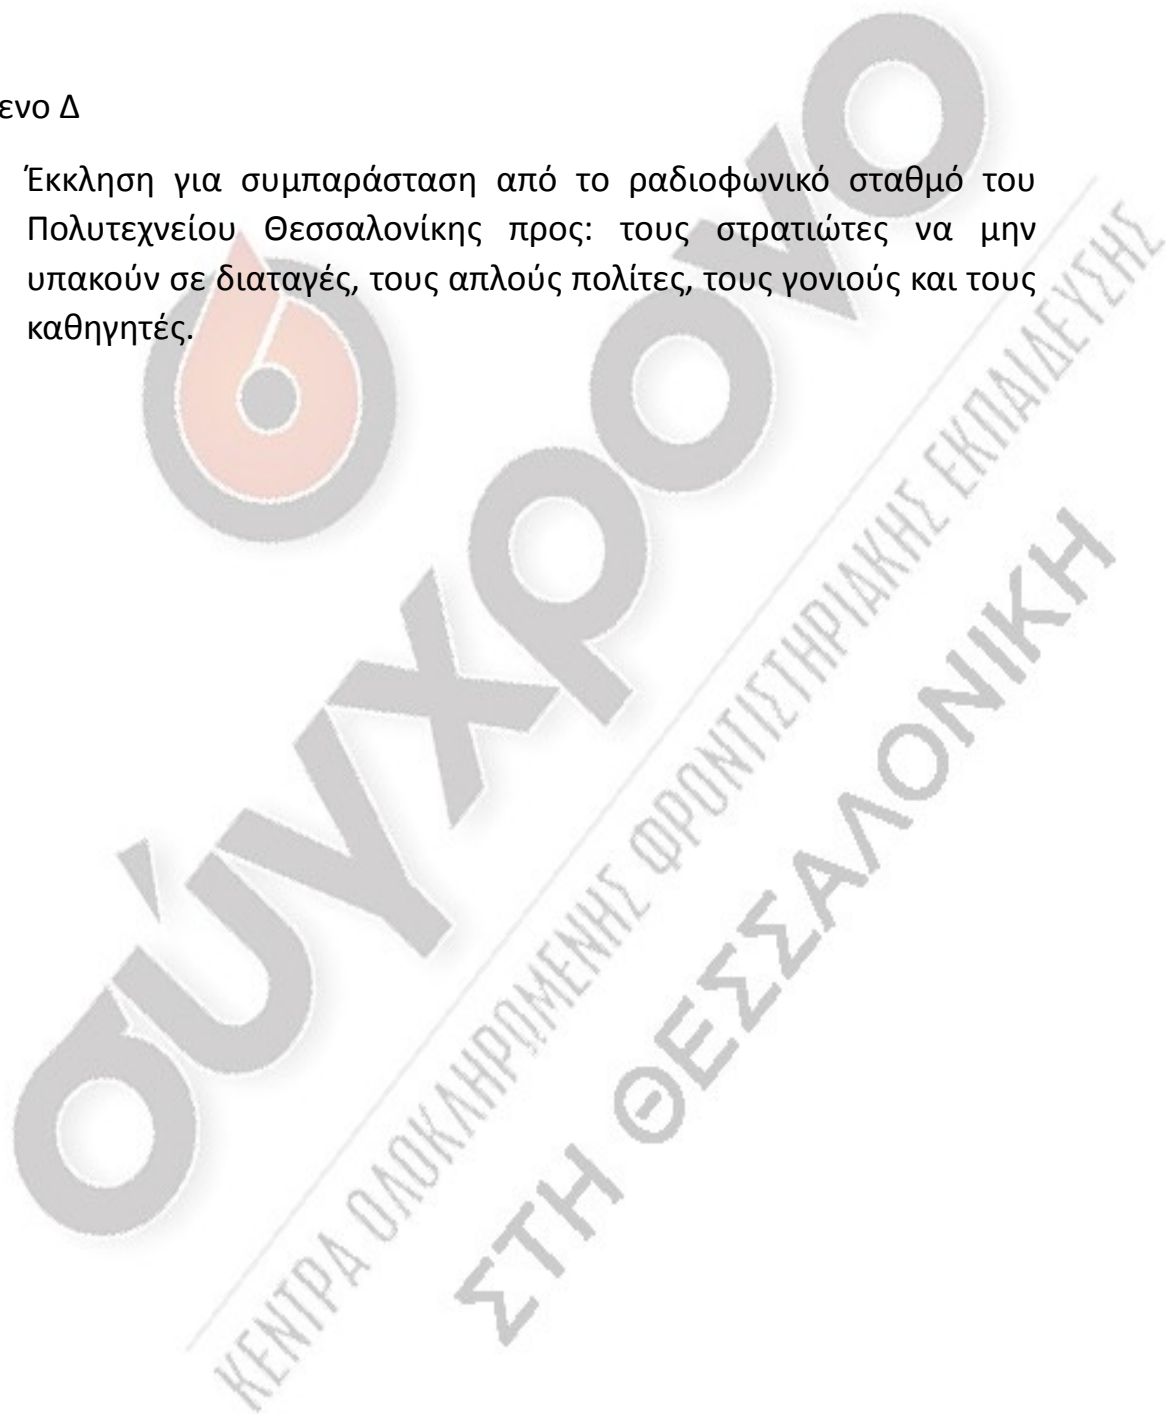 ενο Δ
Έκκληση για συμπαράσταση από το ραδιοφωνικό σταθμό του
Πολυτεχνείου Θεσσαλονίκης προς: τους στρατιώτες να μην
υπακούν σε διαταγές, τους απλούς πολίτες, τους γονιούς και τους
καθηγητές.
σύγχρονο
ΚΕΝΤΡΑ ΟΛΟΚΛΗΡΩΜΕΝΗΣ ΦΡΟΝΤΙΣΤΗΡΙΑΚΗΣ ΕΚΠΑΙΔΕΥΣΗΣ
ΣΤΗ ΘΕΣΣΑΛΟΝΙΚΗ